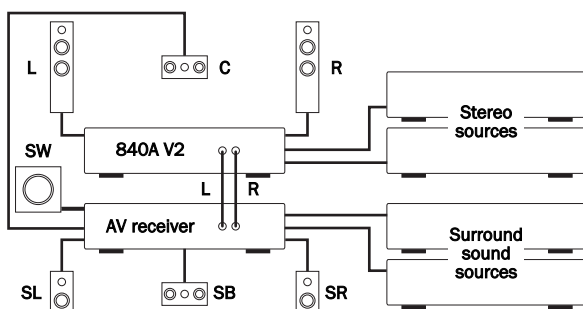 L
C
R
Stereo
sources
840A V2
SW
L R
AV receiver
Surround
sound
sources
SL
SB
SR